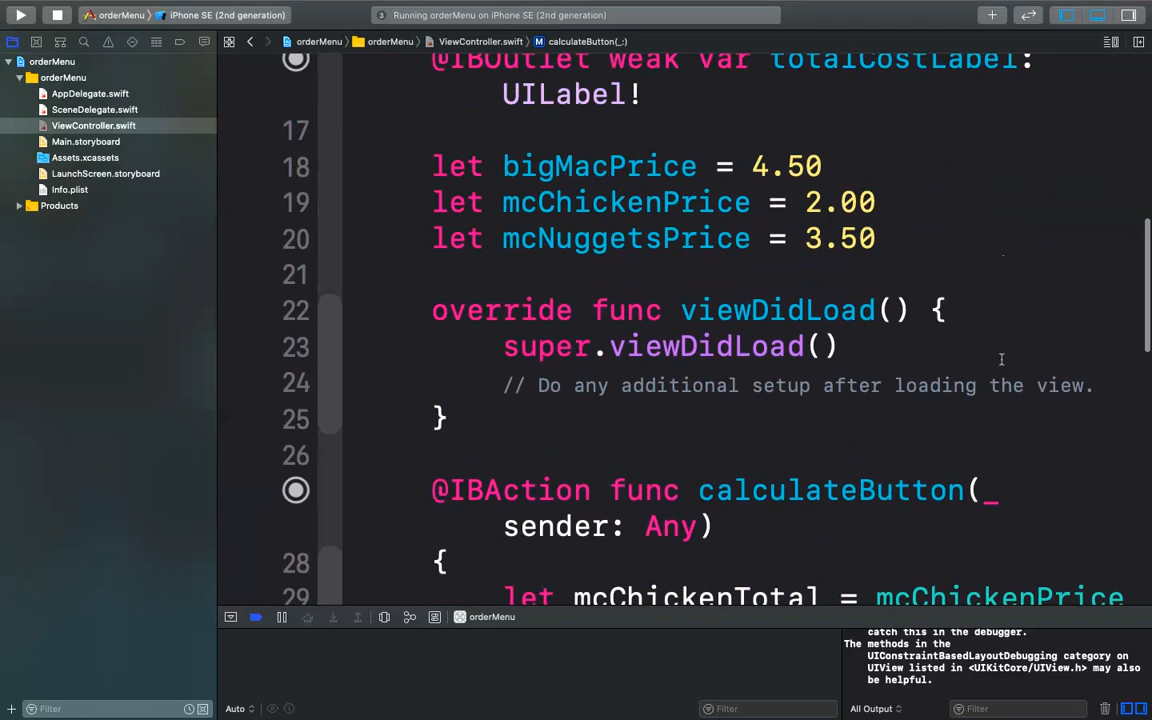 orderMenu
iPhone SE (2nd generation)
Running orderMenu on iPhone SE (2nd generation)
orderMenu
orderMenu
ViewController.swift
M calculateButton(_:)
orderMenu
orderMenu
AppDelegate.swift
SceneDelegate.swift
ViewController.swift
Main.storyboard
Assets.xcassets
LaunchScreen.storyboard
Info.plist
Products
@IBOutlet weak var totalCostLabel:
UILabel!
17
18 let bigMacPrice = 4.50
19 let mcChickenPrice = 2.00
20 let mcNuggetsPrice = 3.50
21
22 override func viewDidLoad() {
23 super.viewDidLoad()
24 // Do any additional setup after loading the view.
25 }
26
@IBAction func calculateButton(_
sender: Any)
28 {
29 let mcChickenTotal = mcChickenPrice
orderMenu
catch this in the debugger.
The methods in the
UIConstraintBasedLayoutDebugging category on
UIView listed in <UIKitCore/UIView.h> may also
be helpful.
Filter
Auto
Filter
All Output
Filter